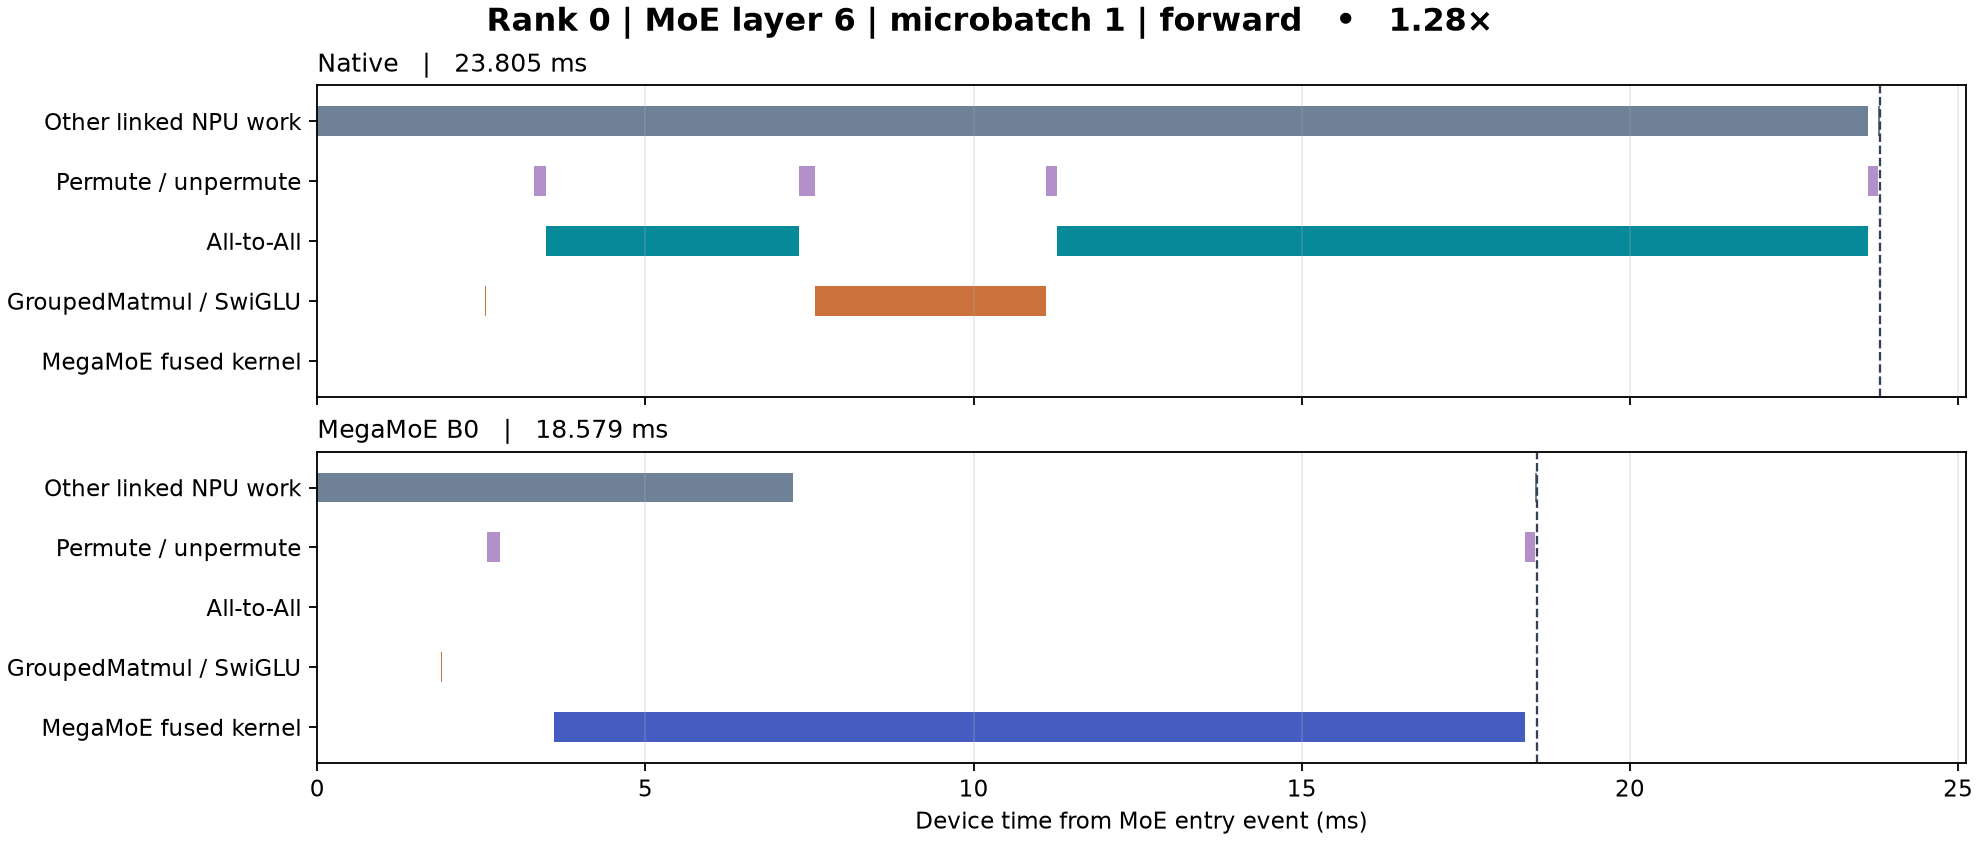 Rank 0 | MoE layer 6 | microbatch 1 | forward • 1.28×
Native | 23.805 ms
Other linked NPU work
Permute / unpermute
All-to-All
GroupedMatmul / SwiGLU
MegaMoE fused kernel
MegaMoE B0 | 18.579 ms
Other linked NPU work
Permute / unpermute
All-to-All
GroupedMatmul / SwiGLU
MegaMoE fused kernel
0 5 10 15 20 25
Device time from MoE entry event (ms)